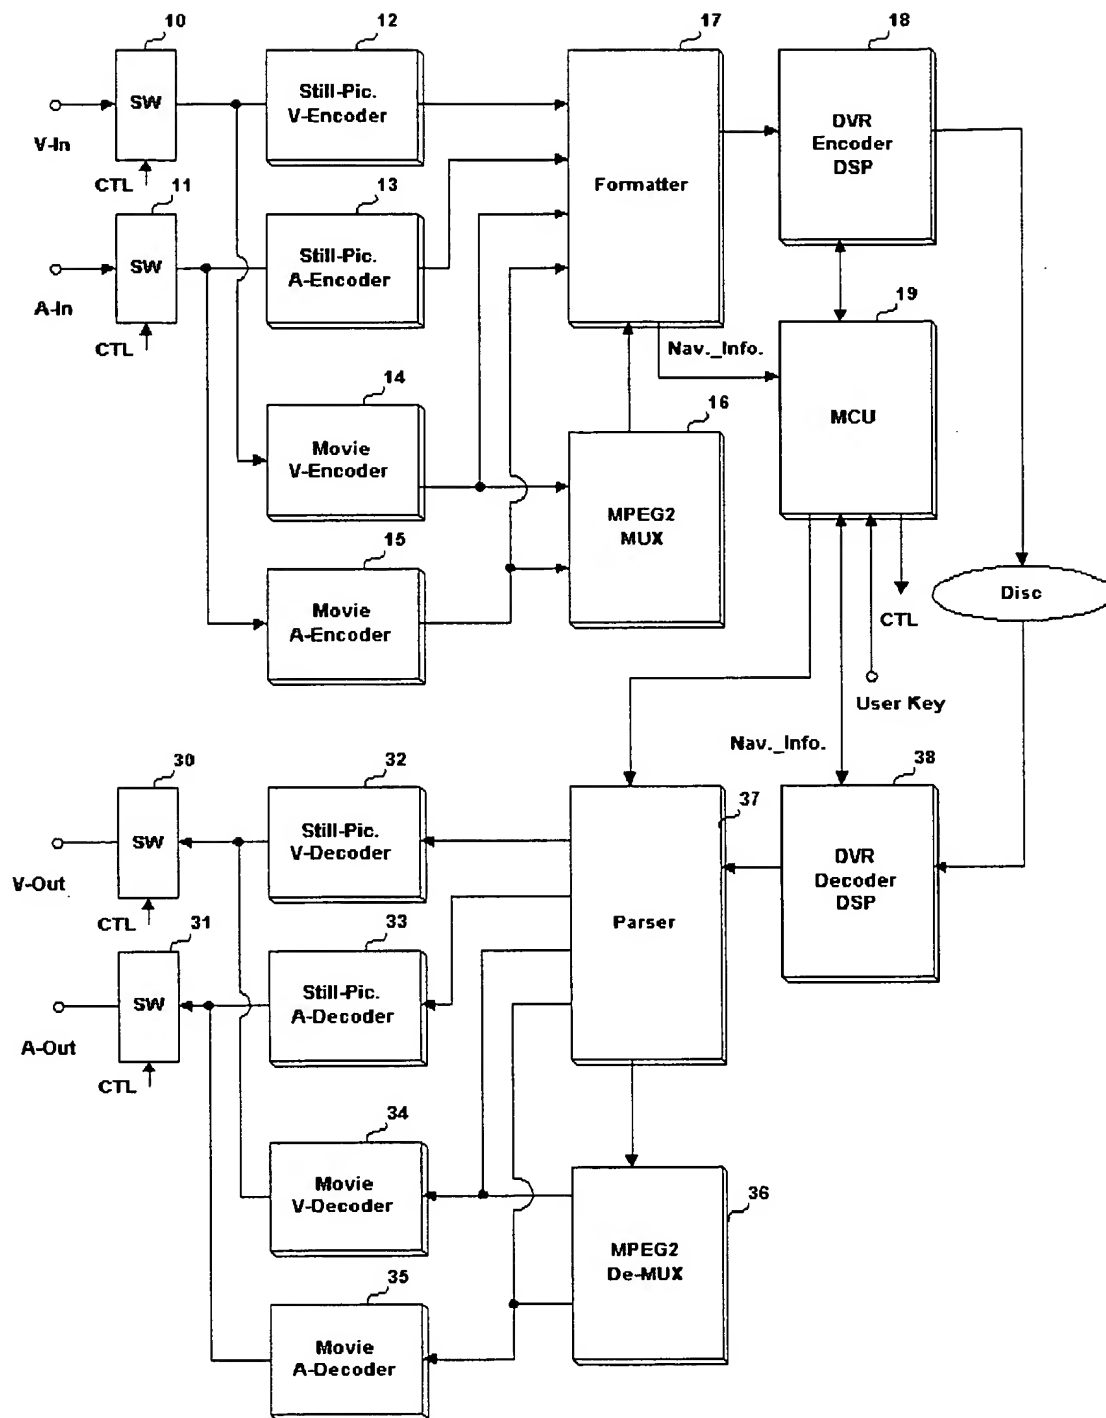 10
12
17
18
SW
Still-Pic.
V-Encoder
DVR
Encoder
DSP
V-In
CTL
11
13
Formatter
SW
Still-Pic.
A-Encoder
A-In
CTL
19
Nav._Info.
14
16
MCU
Movie
V-Encoder
MPEG2
MUX
15
Movie
A-Encoder
Disc
CTL
User Key
Nav._Info.
30
32
37
38
SW
Still-Pic.
V-Decoder
DVR
Decoder
DSP
V-Out
CTL
31
33
Parser
SW
Still-Pic.
A-Decoder
A-Out
CTL
34
36
Movie
V-Decoder
MPEG2
De-MUX
35
Movie
A-Decoder